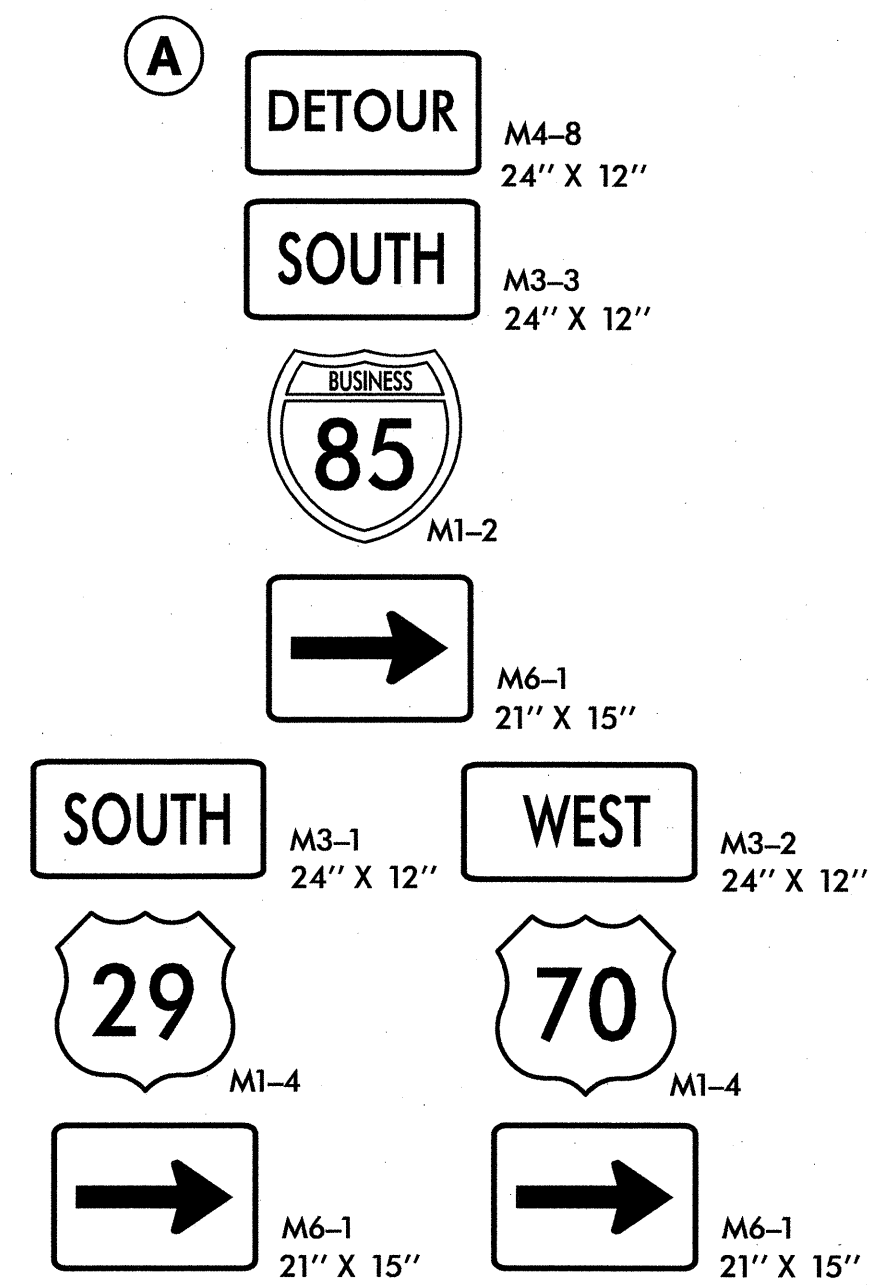 A
DETOUR
M4–8
24" X 12"
SOUTH
M3–3
24" X 12"
BUSINESS
85
M1–2
M6–1
21" X 15"
SOUTH
M3–1
24" X 12"
29
M1–4
M6–1
21" X 15"
WEST
M3–2
24" X 12"
70
M1–4
M6–1
21" X 15"